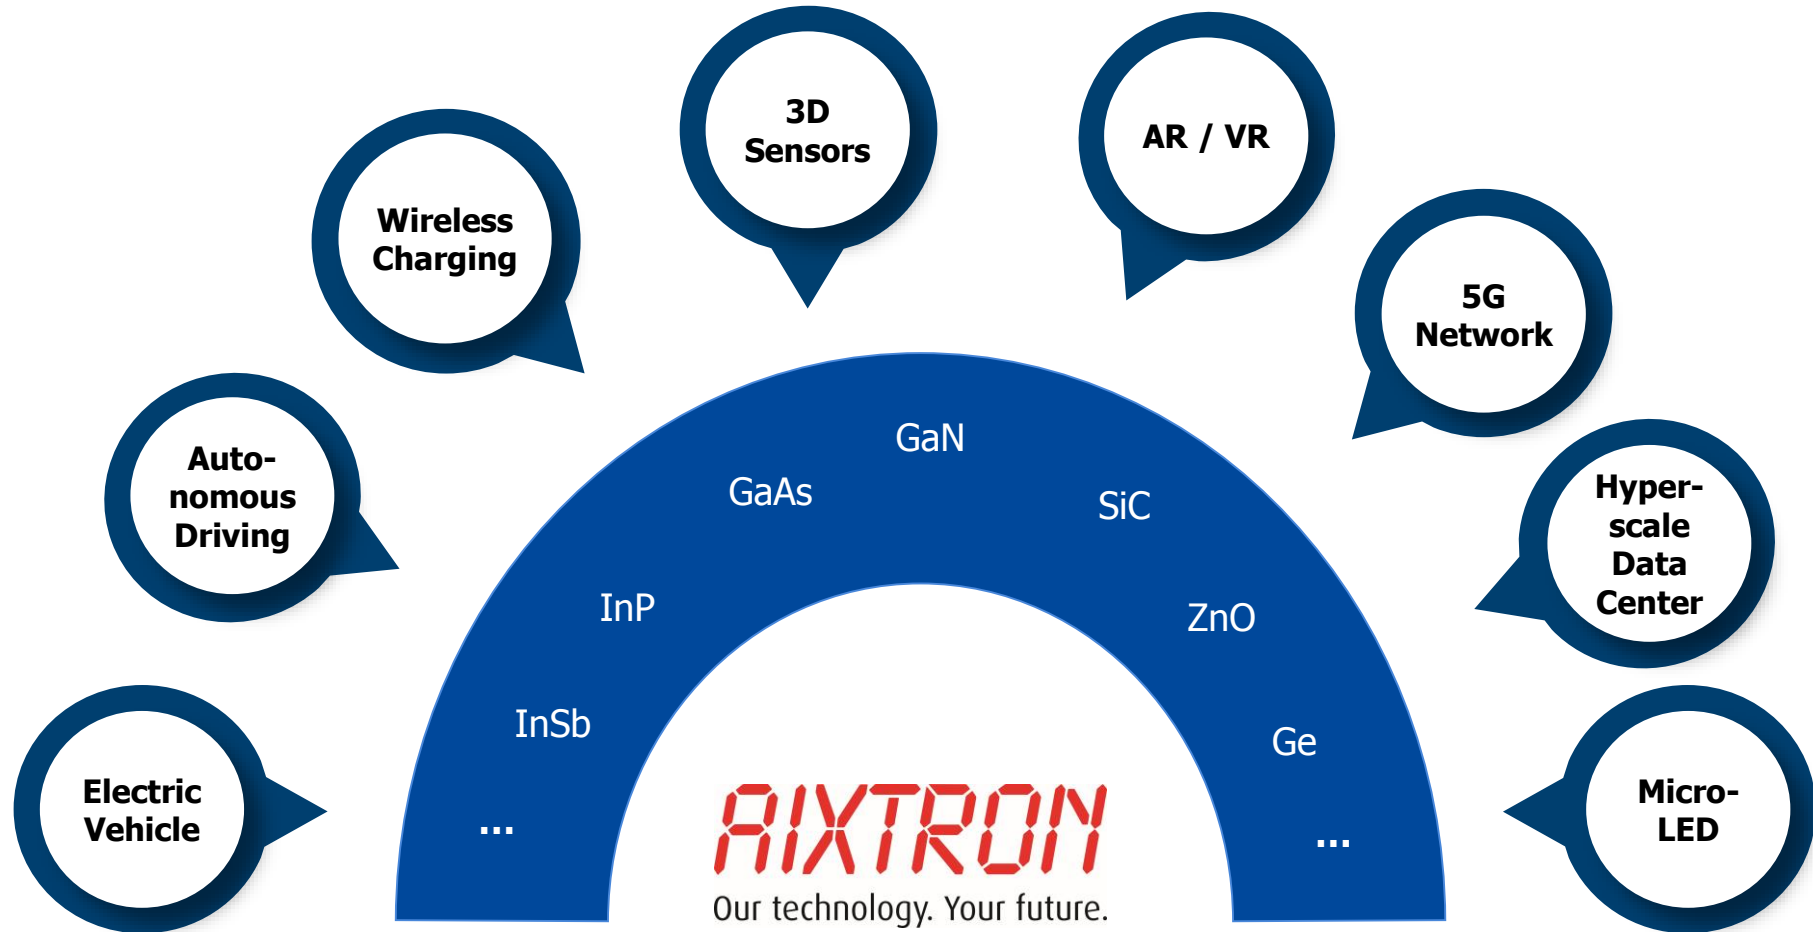 3D
Sensors
AR / VR
Wireless
Charging
5G
Network
Auto-
nomous
Driving
Hyper-
scale
Data
Center
Electric
Vehicle
Micro-
LED
...
InSb
InP
GaAs
GaN
SiC
ZnO
Ge
...
AIXTRON
Our technology. Your future.